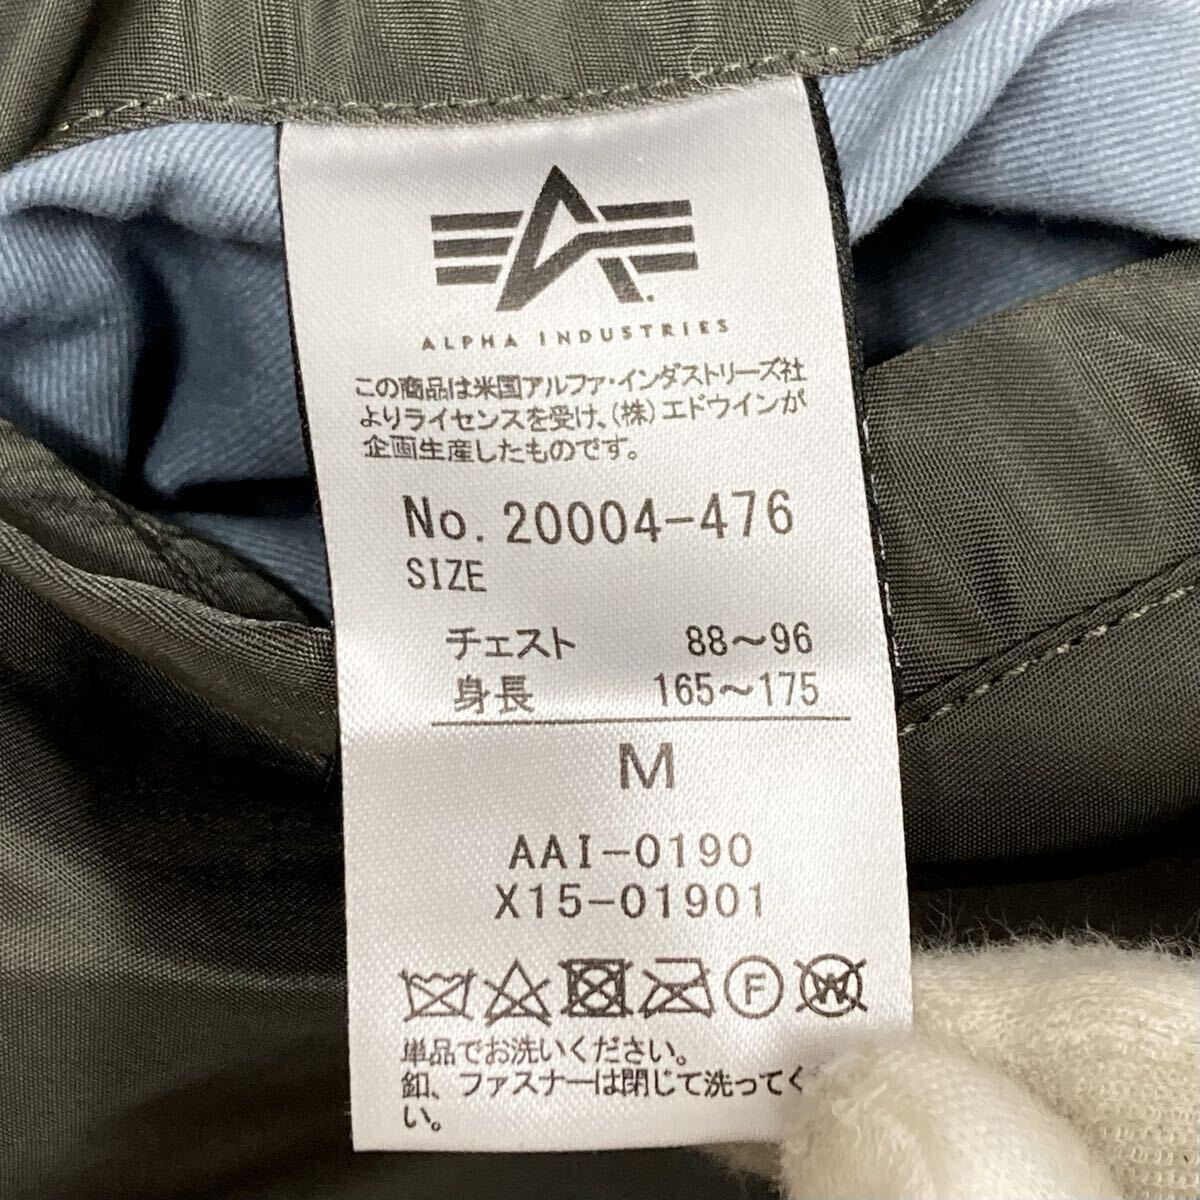 ALPHA INDUSTRIES
この商品は米国アルファ・インダストリーズ社
よりライセンスを受け、(株)エドウインが
企画生産したものです。
No. 20004-476
SIZE
チェスト 88～96
身長 165～175
M
AAI-0190
X15-01901
F W
単品でお洗いください。
釦、ファスナーは閉じて洗ってく
い。